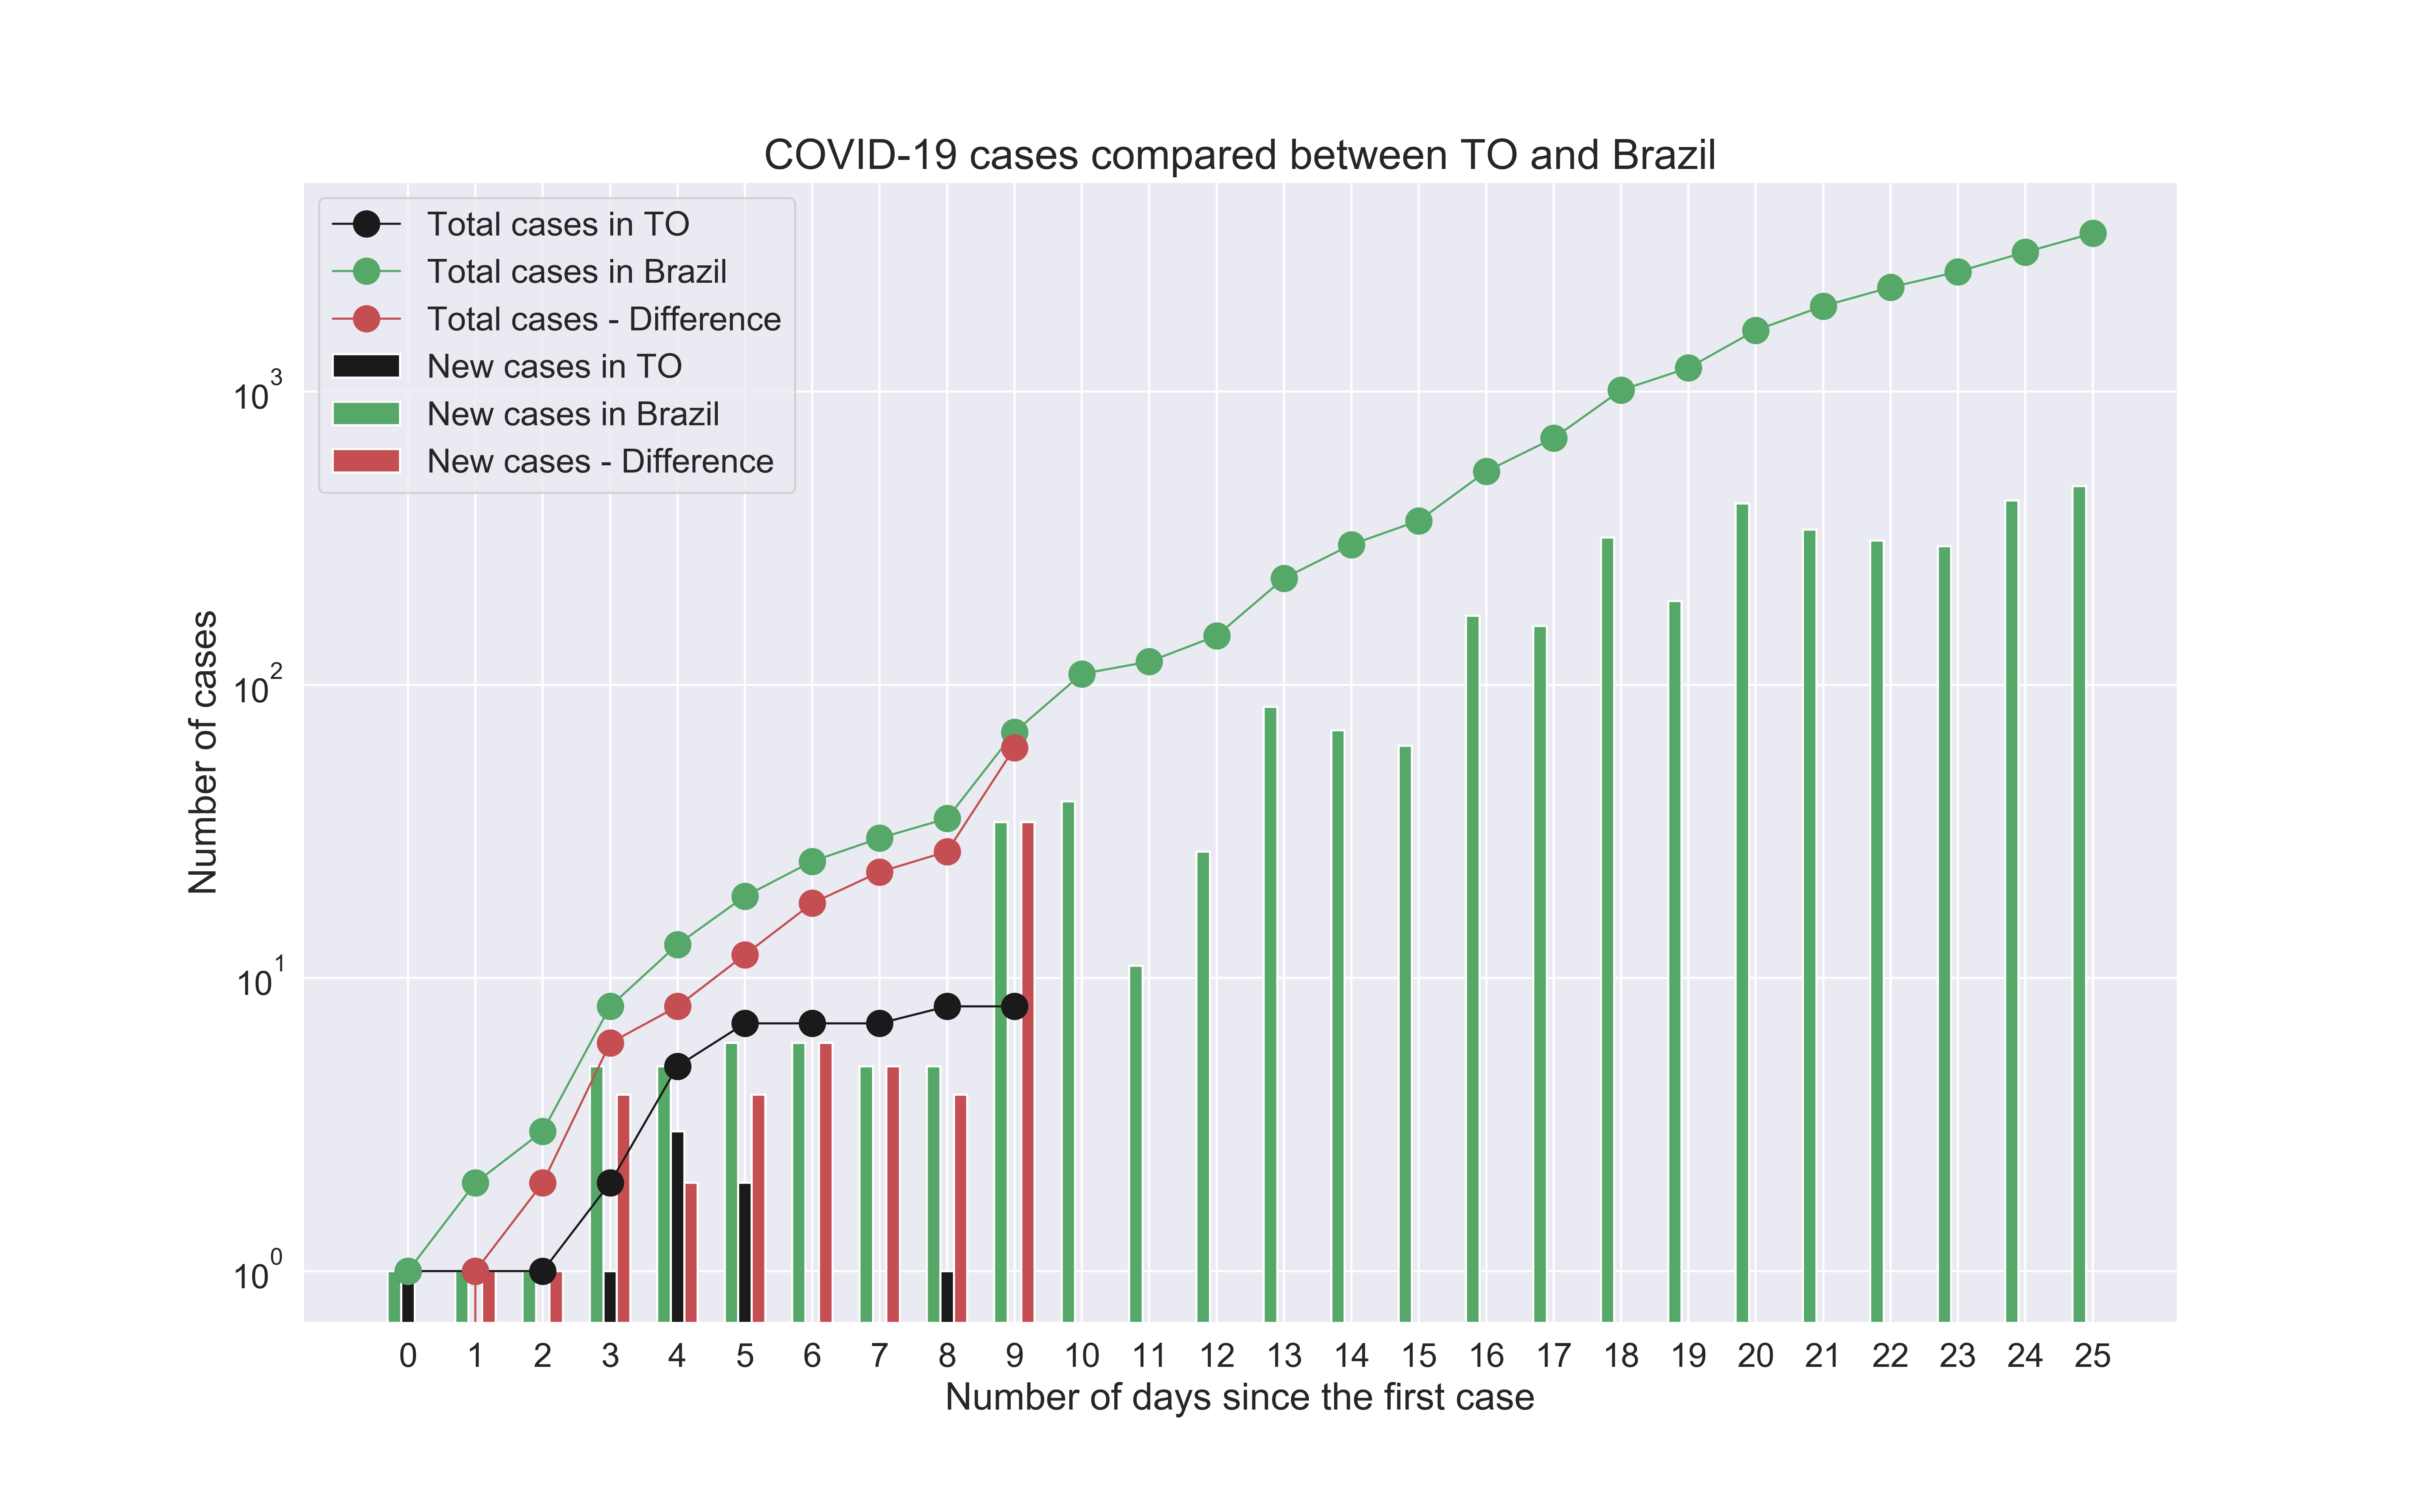 COVID-19 cases compared between TO and Brazil
Total cases in TO
Total cases in Brazil
Total cases - Difference
New cases in TO
New cases in Brazil
New cases - Difference
Number of cases
10³
10²
10¹
10⁰
0 1 2 3 4 5 6 7 8 9 10 11 12 13 14 15 16 17 18 19 20 21 22 23 24 25
Number of days since the first case